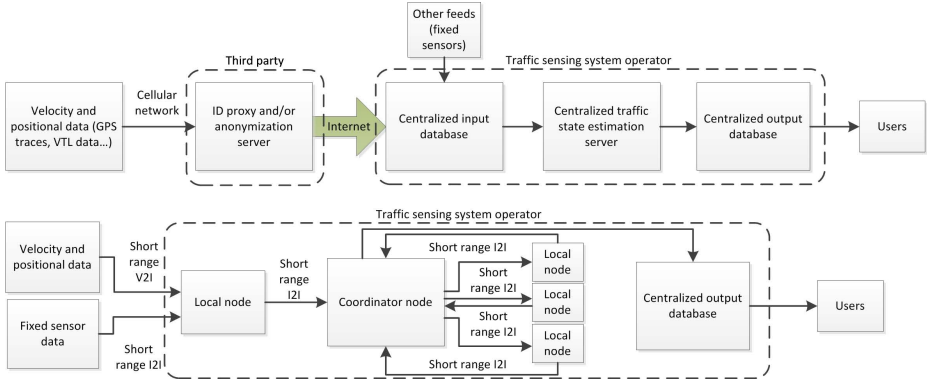 Other feeds
(fixed
sensors)
Third party
Traffic sensing system operator
Velocity and
positional data (GPS
traces, VTL data...)
Cellular
network
ID proxy and/or
anonymization
server
Internet
Centralized input
database
Centralized traffic
state estimation
server
Centralized output
database
Users
Traffic sensing system operator
Velocity and
positional data
Short
range
V2I
Fixed sensor
data
Short
range I2I
Local node
Short
range
I2I
Coordinator node
Short range I2I
Local
node
Short
range I2I
Local
node
Short
range I2I
Local
node
Short range I2I
Centralized output
database
Users